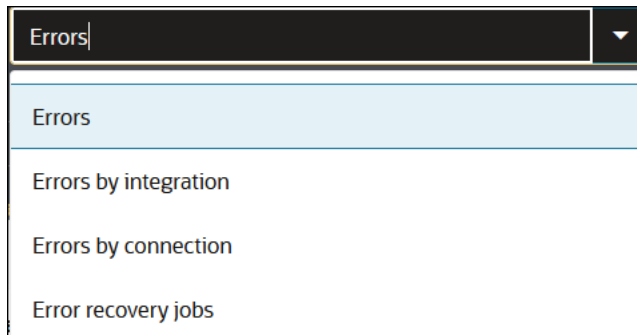 Errors
Errors
Errors by integration
Errors by connection
Error recovery jobs